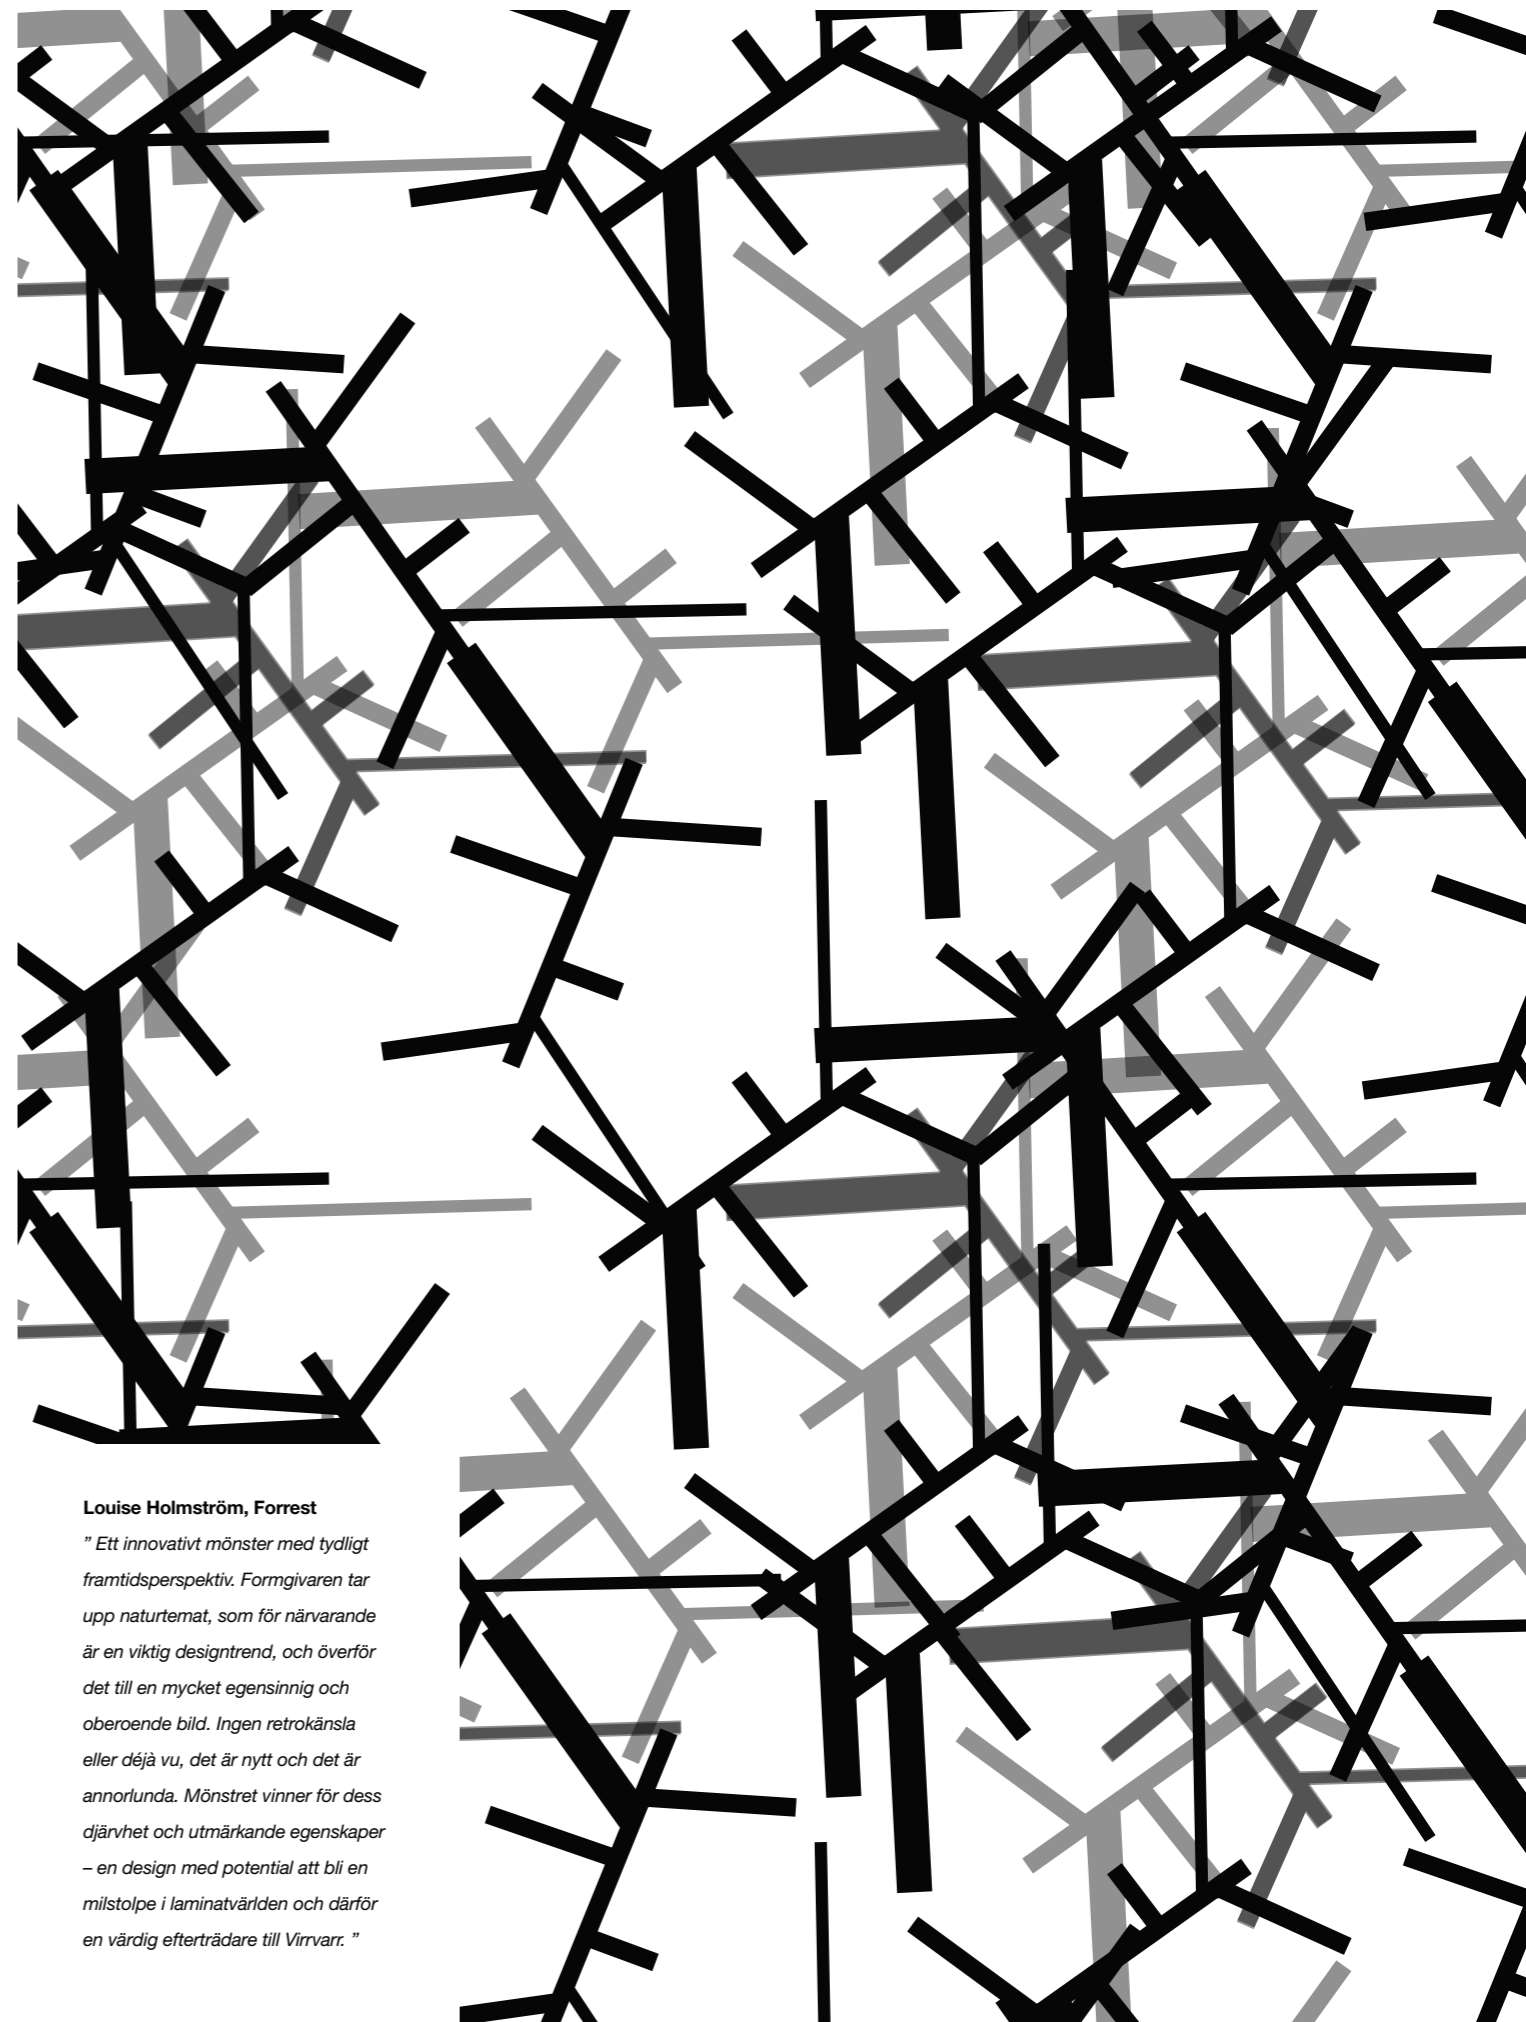 Louise Holmström, Forrest
” Ett innovativt mönster med tydligt
framtidsperspektiv. Formgivaren tar
upp naturtemat, som för närvarande
är en viktig designtrend, och överför
det till en mycket egensinnig och
oberoende bild. Ingen retrokänsla
eller déjà vu, det är nytt och det är
annorlunda. Mönstret vinner för dess
djärvhet och utmärkande egenskaper
– en design med potential att bli en
milstolpe i laminatvärlden och därför
en värdig efterträdare till Virrvarr. ”